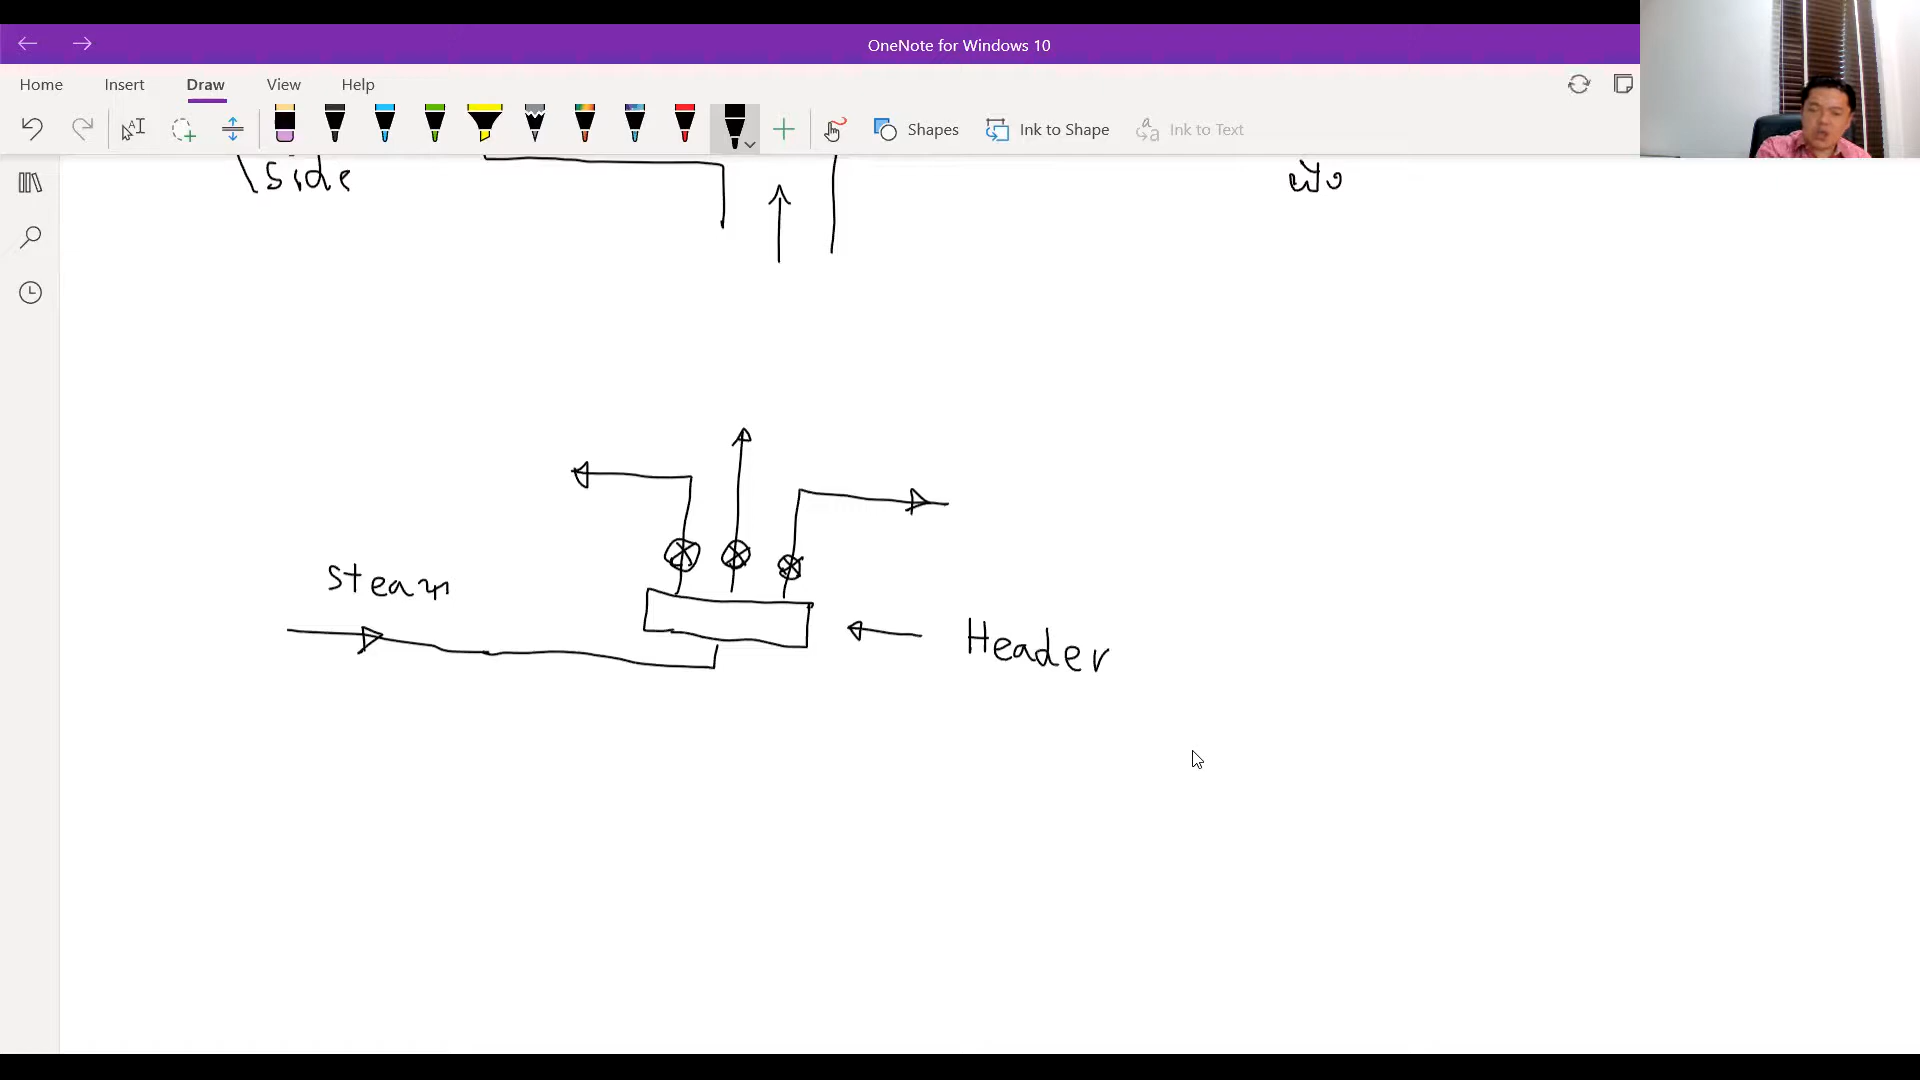 OneNote for Windows 10
Home Insert Draw View Help
Shapes Ink to Shape Ink to Text
Side
steam
Header